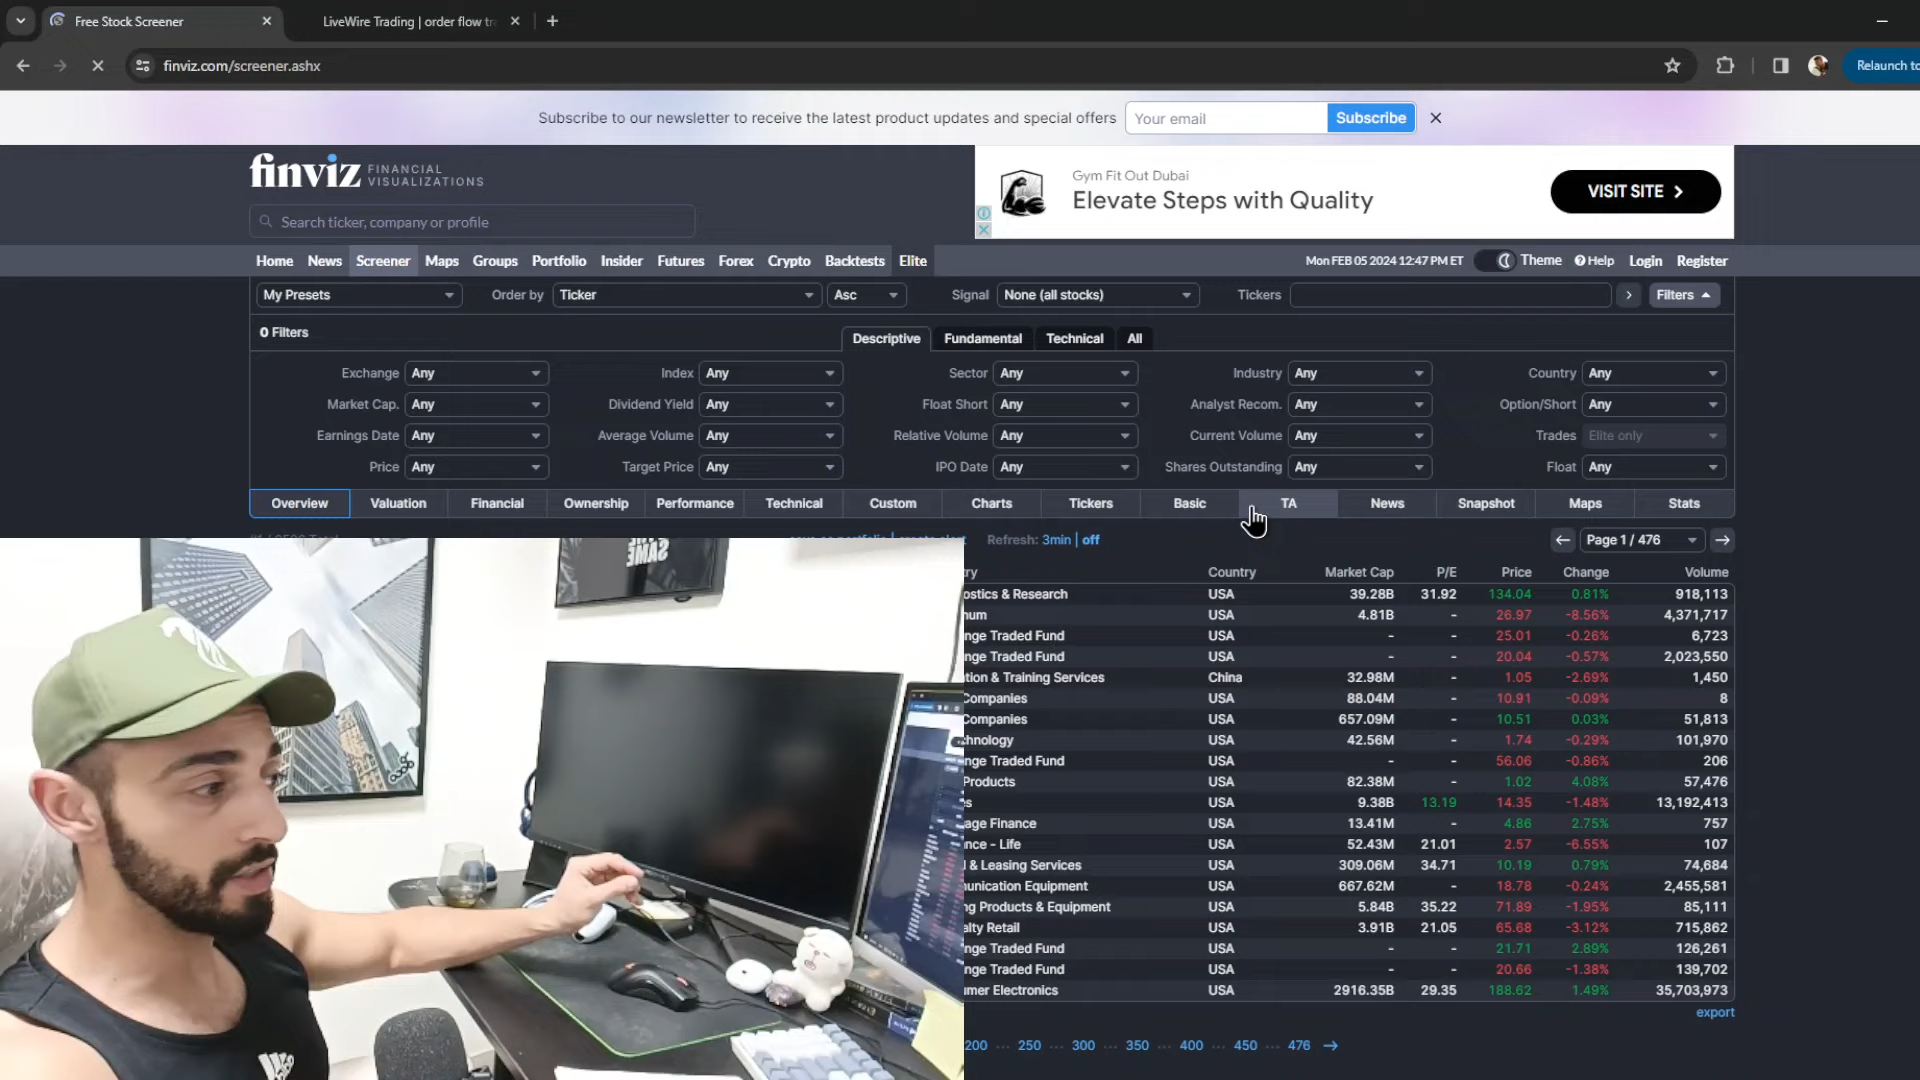 Free Stock Screener
LiveWire Trading | order flow tra
finviz.com/screener.ashx
Relaunch to
Subscribe to our newsletter to receive the latest product updates and special offers Your email Subscribe
finviz FINANCIAL VISUALIZATIONS
Gym Fit Out Dubai
Elevate Steps with Quality
VISIT SITE
Search ticker, company or profile
Home News Screener Maps Groups Portfolio Insider Futures Forex Crypto Backtests Elite Mon FEB 05 2024 12:47 PM ET Theme Help Login Register
My Presets Order by Ticker Asc Signal None (all stocks) Tickers Filters
0 Filters Descriptive Fundamental Technical All
Exchange Any Index Any Sector Any Industry Any Country Any
Market Cap. Any Dividend Yield Any Float Short Any Analyst Recom. Any Option/Short Any
Earnings Date Any Average Volume Any Relative Volume Any Current Volume Any Trades Elite only
Price Any Target Price Any IPO Date Any Shares Outstanding Any Float Any
Overview Valuation Financial Ownership Performance Technical Custom Charts Tickers Basic TA News Snapshot Maps Stats
Refresh: 3min | off Page 1 / 476
ry Country Market Cap P/E Price Change Volume
ostics & Research USA 39.28B 31.92 134.04 0.81% 918,113
num USA 4.81B - 26.97 -8.56% 4,371,717
nge Traded Fund USA - - 25.01 -0.26% 6,723
nge Traded Fund USA - - 20.04 -0.57% 2,023,550
tion & Training Services China 32.98M - 1.05 -2.69% 1,450
Companies USA 88.04M - 10.91 -0.09% 8
Companies USA 657.09M - 10.51 0.03% 51,813
hnology USA 42.56M - 1.74 -0.29% 101,970
nge Traded Fund USA - - 56.06 -0.86% 206
Products USA 82.38M - 1.02 4.08% 57,476
s USA 9.38B 13.19 14.35 -1.48% 13,192,413
age Finance USA 13.41M - 4.86 2.75% 757
nce - Life USA 52.43M 21.01 2.57 -6.55% 107
l & Leasing Services USA 309.06M 34.71 10.19 0.79% 74,684
unication Equipment USA 667.62M - 18.78 -0.24% 2,455,581
ng Products & Equipment USA 5.84B 35.22 71.89 -1.95% 85,111
alty Retail USA 3.91B 21.05 65.68 -3.12% 715,862
nge Traded Fund USA - - 21.71 2.89% 126,261
nge Traded Fund USA - - 20.66 -1.38% 139,702
umer Electronics USA 2916.35B 29.35 188.62 1.49% 35,703,973
export
200 ... 250 ... 300 ... 350 ... 400 ... 450 ... 476
SAME